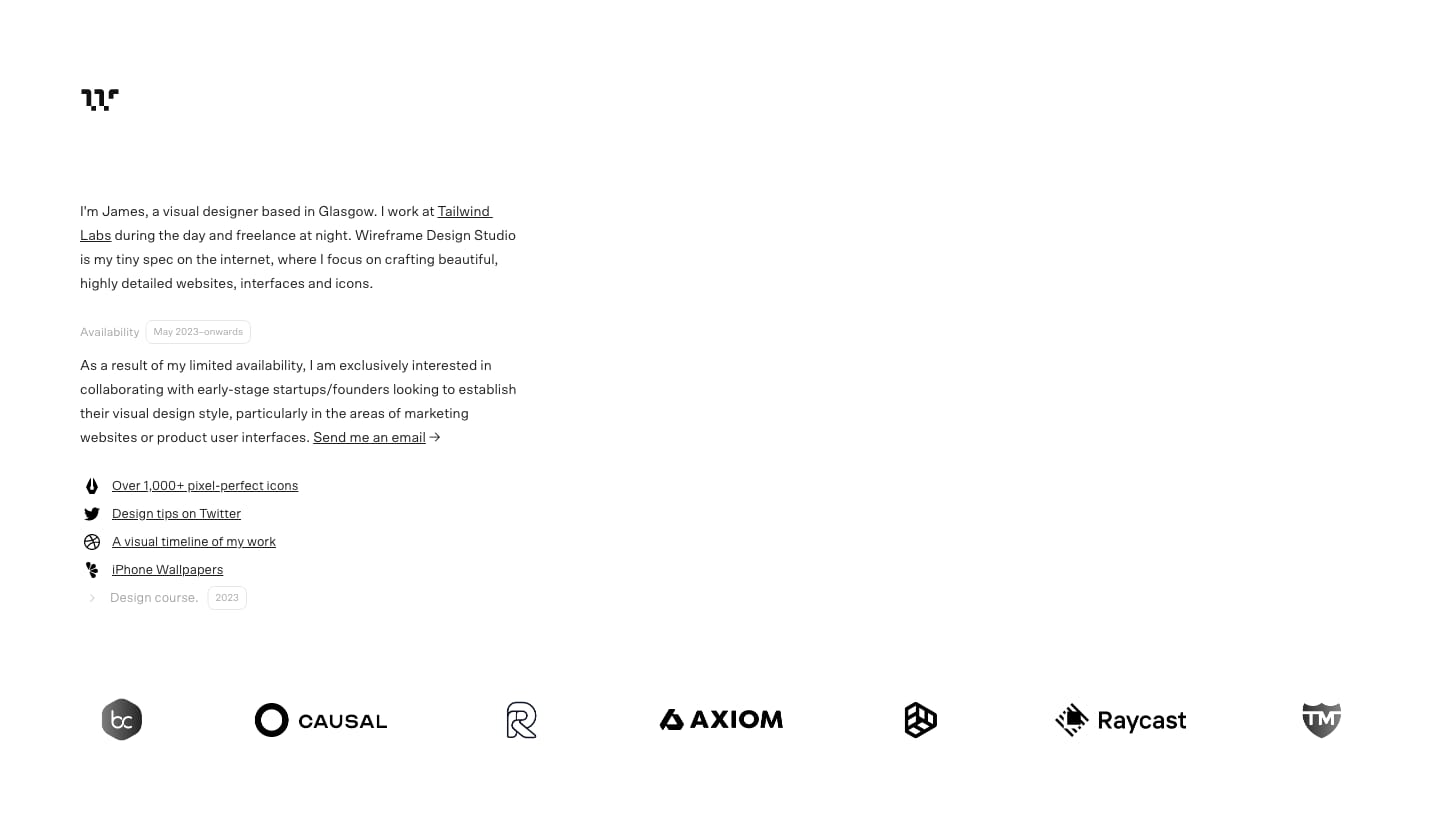 I'm James, a visual designer based in Glasgow. I work at Tailwind
Labs during the day and freelance at night. Wireframe Design Studio
is my tiny spec on the internet, where I focus on crafting beautiful,
highly detailed websites, interfaces and icons.
Availability May 2023–onwards
As a result of my limited availability, I am exclusively interested in
collaborating with early-stage startups/founders looking to establish
their visual design style, particularly in the areas of marketing
websites or product user interfaces. Send me an email →
Over 1,000+ pixel-perfect icons
Design tips on Twitter
A visual timeline of my work
iPhone Wallpapers
Design course. 2023
bc CAUSAL R AXIOM Raycast TM